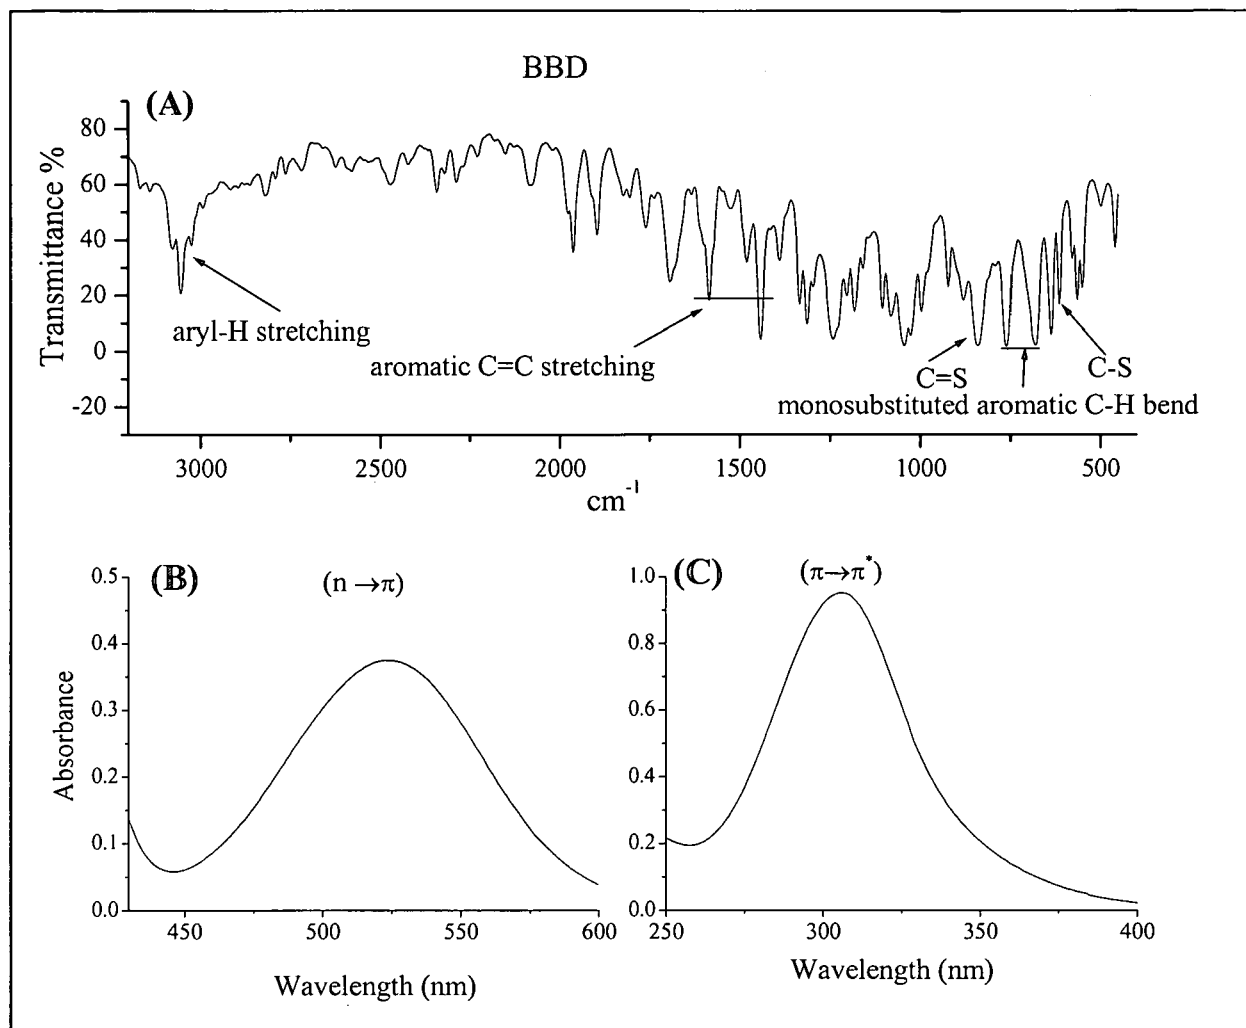 BBD
(A)
Transmittance %
80
60
40
20
0
-20
aryl-H stretching
aromatic C=C stretching
C=S
C-S
monosubstituted aromatic C-H bend
3000 2500 2000 1500 1000 500
cm⁻¹
(B)
(n →π)
Absorbance
0.5
0.4
0.3
0.2
0.1
0.0
450 500 550 600
Wavelength (nm)
(C)
(π→π*)
1.0
0.8
0.6
0.4
0.2
0.0
250 300 350 400
Wavelength (nm)